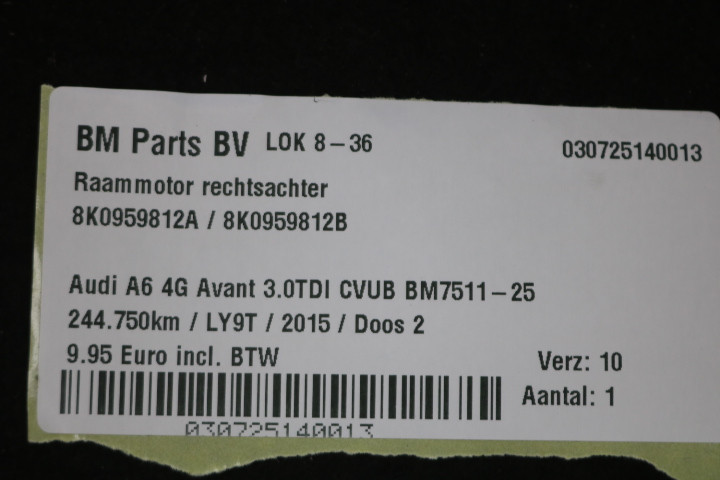 BM Parts BV LOK 8-36 030725140013
Raammotor rechtsachter
8K0959812A / 8K0959812B
Audi A6 4G Avant 3.0TDI CVUB BM7511-25
244.750km / LY9T / 2015 / Doos 2
9.95 Euro incl. BTW Verz: 10
Aantal: 1
030725140013